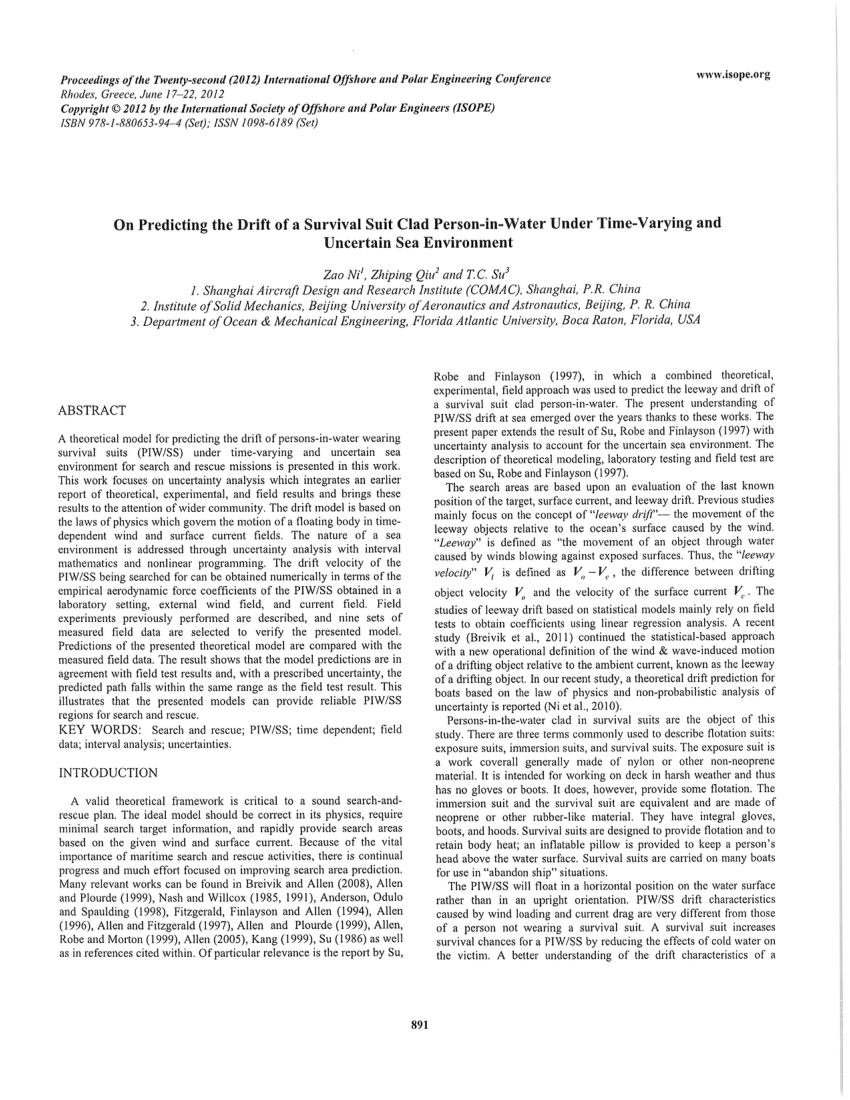 Proceedings of the Twenty-second (2012) International Offshore and Polar Engineering Conference
Rhodes, Greece, June 17–22, 2012
Copyright © 2012 by the International Society of Offshore and Polar Engineers (ISOPE)
ISBN 978-1-880653-94–4 (Set); ISSN 1098-6189 (Set)
www.isope.org
On Predicting the Drift of a Survival Suit Clad Person-in-Water Under Time-Varying and
Uncertain Sea Environment
Zao Ni¹, Zhiping Qiu² and T.C. Su³
1. Shanghai Aircraft Design and Research Institute (COMAC), Shanghai, P.R. China
2. Institute of Solid Mechanics, Beijing University of Aeronautics and Astronautics, Beijing, P. R. China
3. Department of Ocean & Mechanical Engineering, Florida Atlantic University, Boca Raton, Florida, USA
ABSTRACT
A theoretical model for predicting the drift of persons-in-water wearing
survival suits (PIW/SS) under time-varying and uncertain sea
environment for search and rescue missions is presented in this work.
This work focuses on uncertainty analysis which integrates an earlier
report of theoretical, experimental, and field results and brings these
results to the attention of wider community. The drift model is based on
the laws of physics which govern the motion of a floating body in time-
dependent wind and surface current fields. The nature of a sea
environment is addressed through uncertainty analysis with interval
mathematics and nonlinear programming. The drift velocity of the
PIW/SS being searched for can be obtained numerically in terms of the
empirical aerodynamic force coefficients of the PIW/SS obtained in a
laboratory setting, external wind field, and current field. Field
experiments previously performed are described, and nine sets of
measured field data are selected to verify the presented model.
Predictions of the presented theoretical model are compared with the
measured field data. The result shows that the model predictions are in
agreement with field test results and, with a prescribed uncertainty, the
predicted path falls within the same range as the field test result. This
illustrates that the presented models can provide reliable PIW/SS
regions for search and rescue.
KEY WORDS: Search and rescue; PIW/SS; time dependent; field
data; interval analysis; uncertainties.
INTRODUCTION
A valid theoretical framework is critical to a sound search-and-
rescue plan. The ideal model should be correct in its physics, require
minimal search target information, and rapidly provide search areas
based on the given wind and surface current. Because of the vital
importance of maritime search and rescue activities, there is continual
progress and much effort focused on improving search area prediction.
Many relevant works can be found in Breivik and Allen (2008), Allen
and Plourde (1999), Nash and Willcox (1985, 1991), Anderson, Odulo
and Spaulding (1998), Fitzgerald, Finlayson and Allen (1994), Allen
(1996), Allen and Fitzgerald (1997), Allen and Plourde (1999), Allen,
Robe and Morton (1999), Allen (2005), Kang (1999), Su (1986) as well
as in references cited within. Of particular relevance is the report by Su,
Robe and Finlayson (1997), in which a combined theoretical,
experimental, field approach was used to predict the leeway and drift of
a survival suit clad person-in-water. The present understanding of
PIW/SS drift at sea emerged over the years thanks to these works. The
present paper extends the result of Su, Robe and Finlayson (1997) with
uncertainty analysis to account for the uncertain sea environment. The
description of theoretical modeling, laboratory testing and field test are
based on Su, Robe and Finlayson (1997).
The search areas are based upon an evaluation of the last known
position of the target, surface current, and leeway drift. Previous studies
mainly focus on the concept of “leeway drift”— the movement of the
leeway objects relative to the ocean's surface caused by the wind.
“Leeway” is defined as “the movement of an object through water
caused by winds blowing against exposed surfaces. Thus, the “leeway
velocity” V_l is defined as V_o − V_c , the difference between drifting
object velocity V_o and the velocity of the surface current V_c . The
studies of leeway drift based on statistical models mainly rely on field
tests to obtain coefficients using linear regression analysis. A recent
study (Breivik et al., 2011) continued the statistical-based approach
with a new operational definition of the wind & wave-induced motion
of a drifting object relative to the ambient current, known as the leeway
of a drifting object. In our recent study, a theoretical drift prediction for
boats based on the law of physics and non-probabilistic analysis of
uncertainty is reported (Ni et al., 2010).
Persons-in-the-water clad in survival suits are the object of this
study. There are three terms commonly used to describe flotation suits:
exposure suits, immersion suits, and survival suits. The exposure suit is
a work coverall generally made of nylon or other non-neoprene
material. It is intended for working on deck in harsh weather and thus
has no gloves or boots. It does, however, provide some flotation. The
immersion suit and the survival suit are equivalent and are made of
neoprene or other rubber-like material. They have integral gloves,
boots, and hoods. Survival suits are designed to provide flotation and to
retain body heat; an inflatable pillow is provided to keep a person's
head above the water surface. Survival suits are carried on many boats
for use in “abandon ship” situations.
The PIW/SS will float in a horizontal position on the water surface
rather than in an upright orientation. PIW/SS drift characteristics
caused by wind loading and current drag are very different from those
of a person not wearing a survival suit. A survival suit increases
survival chances for a PIW/SS by reducing the effects of cold water on
the victim. A better understanding of the drift characteristics of a
891